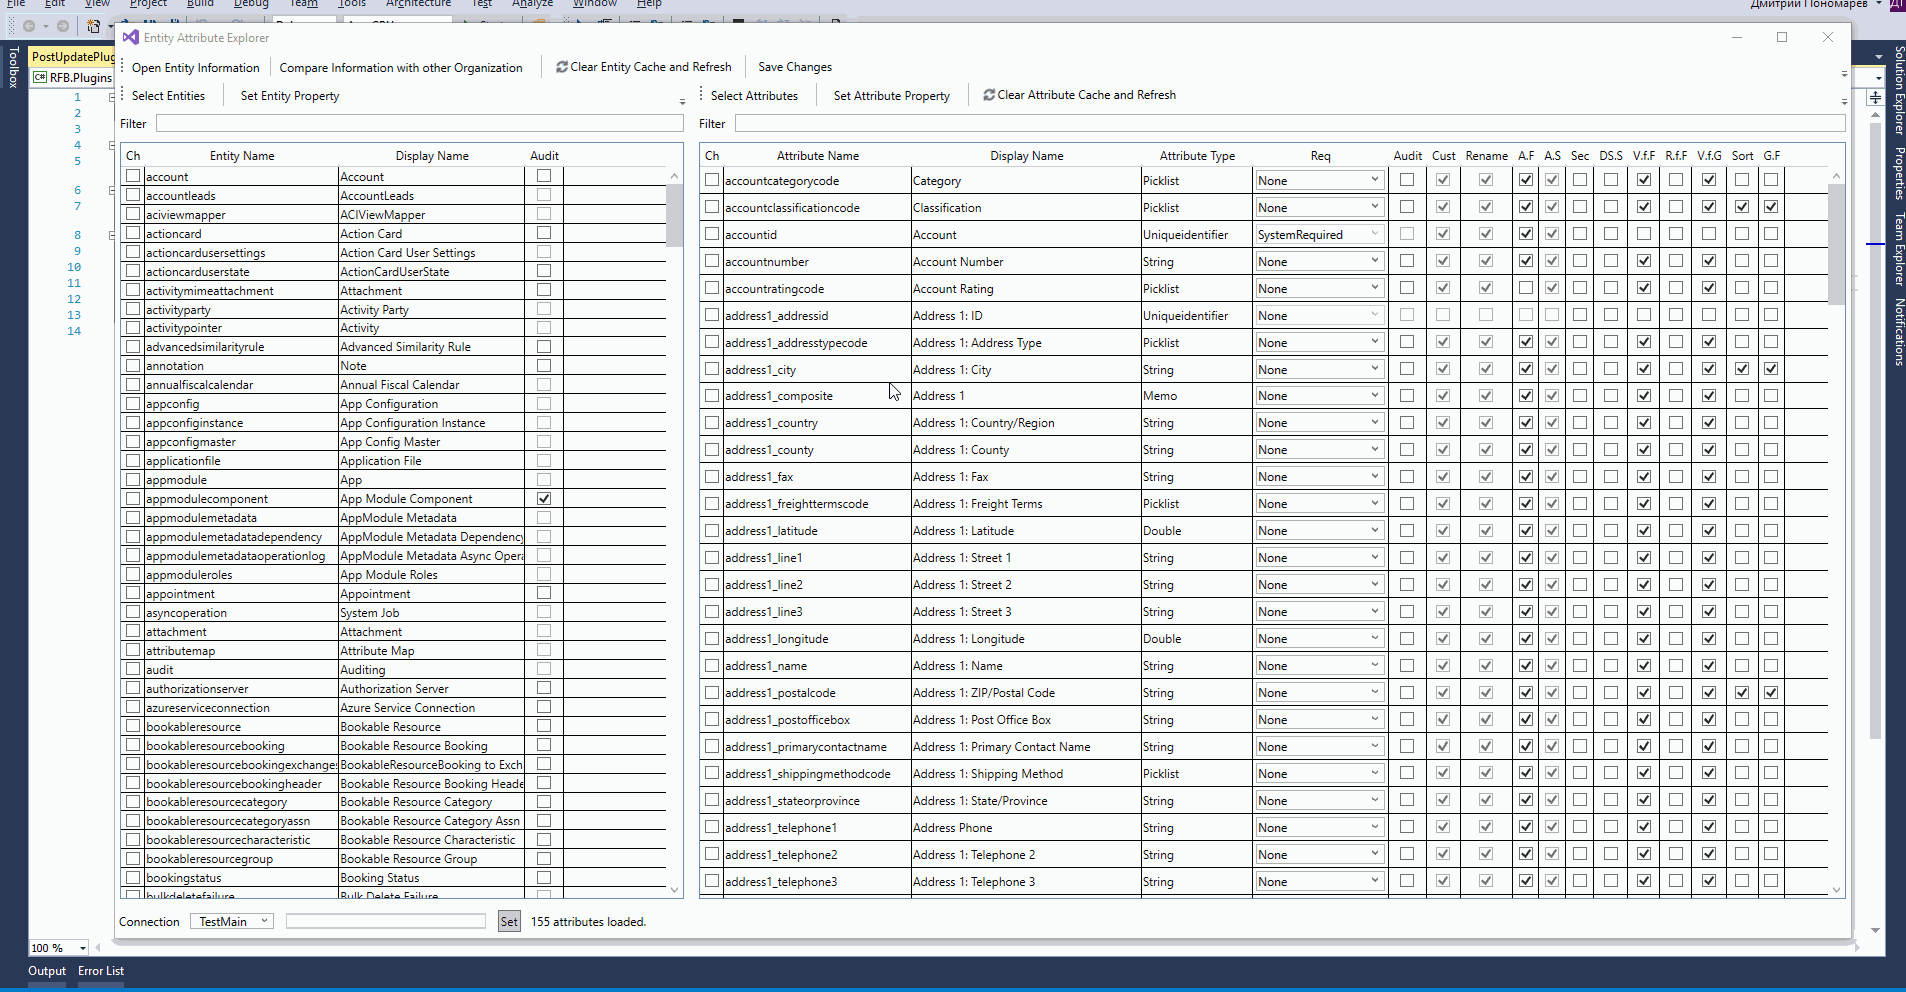 File Edit View Project Build Debug Team Tools Architecture Test Analyze Window Help Дмитрий Пономарев ДП
Entity Attribute Explorer
Toolbox
PostUpdatePlug
C# RFB.Plugins
1
2
3
4
5
6
7
8
9
10
11
12
13
14
Open Entity Information Compare Information with other Organization Clear Entity Cache and Refresh Save Changes
Select Entities Set Entity Property
Filter
Ch Entity Name Display Name Audit
account Account
accountleads AccountLeads
aciviewmapper ACIViewMapper
actioncard Action Card
actioncardusersettings Action Card User Settings
actioncarduserstate ActionCardUserState
activitymimeattachment Attachment
activityparty Activity Party
activitypointer Activity
advancedsimilarityrule Advanced Similarity Rule
annotation Note
annualfiscalcalendar Annual Fiscal Calendar
appconfig App Configuration
appconfiginstance App Configuration Instance
appconfigmaster App Config Master
applicationfile Application File
appmodule App
appmodulecomponent App Module Component
appmodulemetadata AppModule Metadata
appmodulemetadatadependency AppModule Metadata Dependency
appmodulemetadataoperationlog AppModule Metadata Async Opera
appmoduleroles App Module Roles
appointment Appointment
asyncoperation System Job
attachment Attachment
attributemap Attribute Map
audit Auditing
authorizationserver Authorization Server
azureserviceconnection Azure Service Connection
bookableresource Bookable Resource
bookableresourcebooking Bookable Resource Booking
bookableresourcebookingexchange BookableResourceBooking to Exch
bookableresourcebookingheader Bookable Resource Booking Heade
bookableresourcecategory Bookable Resource Category
bookableresourcecategoryassn Bookable Resource Category Assn
bookableresourcecharacteristic Bookable Resource Characteristic
bookableresourcegroup Bookable Resource Group
bookingstatus Booking Status
bulkdeletefailure Bulk Delete Failure
Select Attributes Set Attribute Property Clear Attribute Cache and Refresh
Filter
Ch Attribute Name Display Name Attribute Type Req Audit Cust Rename A.F A.S Sec DS.S V.f.F R.f.F V.f.G Sort G.F
accountcategorycode Category Picklist None
accountclassificationcode Classification Picklist None
accountid Account Uniqueidentifier SystemRequired
accountnumber Account Number String None
accountratingcode Account Rating Picklist None
address1_addressid Address 1: ID Uniqueidentifier None
address1_addresstypecode Address 1: Address Type Picklist None
address1_city Address 1: City String None
address1_composite Address 1 Memo None
address1_country Address 1: Country/Region String None
address1_county Address 1: County String None
address1_fax Address 1: Fax String None
address1_freighttermscode Address 1: Freight Terms Picklist None
address1_latitude Address 1: Latitude Double None
address1_line1 Address 1: Street 1 String None
address1_line2 Address 1: Street 2 String None
address1_line3 Address 1: Street 3 String None
address1_longitude Address 1: Longitude Double None
address1_name Address 1: Name String None
address1_postalcode Address 1: ZIP/Postal Code String None
address1_postofficebox Address 1: Post Office Box String None
address1_primarycontactname Address 1: Primary Contact Name String None
address1_shippingmethodcode Address 1: Shipping Method Picklist None
address1_stateorprovince Address 1: State/Province String None
address1_telephone1 Address Phone String None
address1_telephone2 Address 1: Telephone 2 String None
address1_telephone3 Address 1: Telephone 3 String None
Connection TestMain Set 155 attributes loaded.
Solution Explorer
Properties
Team Explorer
Notifications
100 %
Output Error List